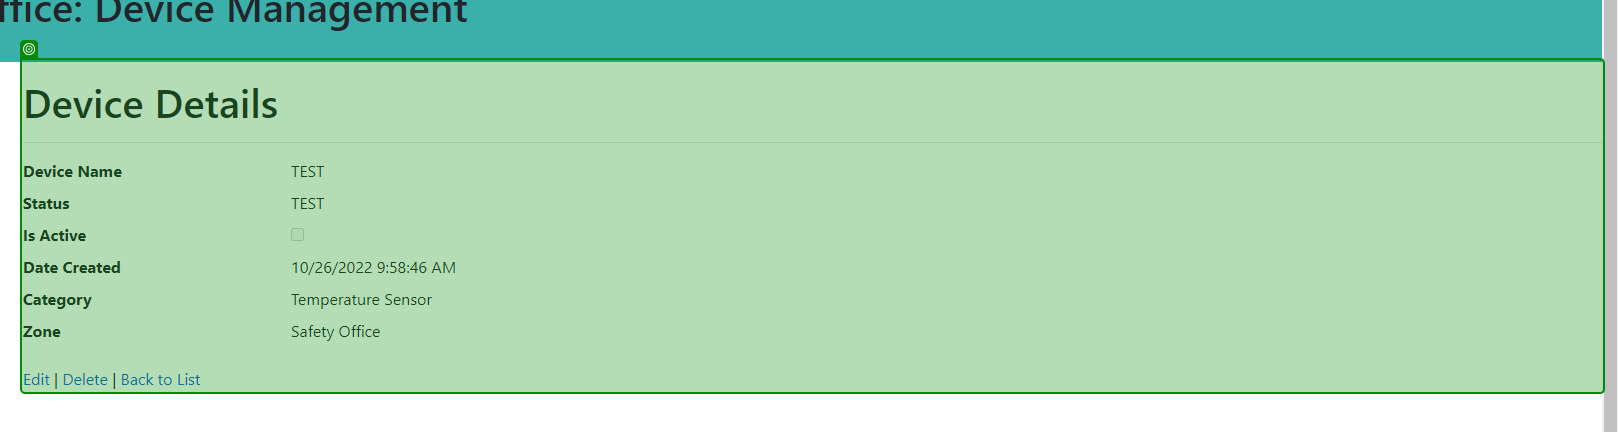 ffice: Device Management
Device Details
Device Name TEST
Status TEST
Is Active
Date Created 10/26/2022 9:58:46 AM
Category Temperature Sensor
Zone Safety Office
Edit | Delete | Back to List